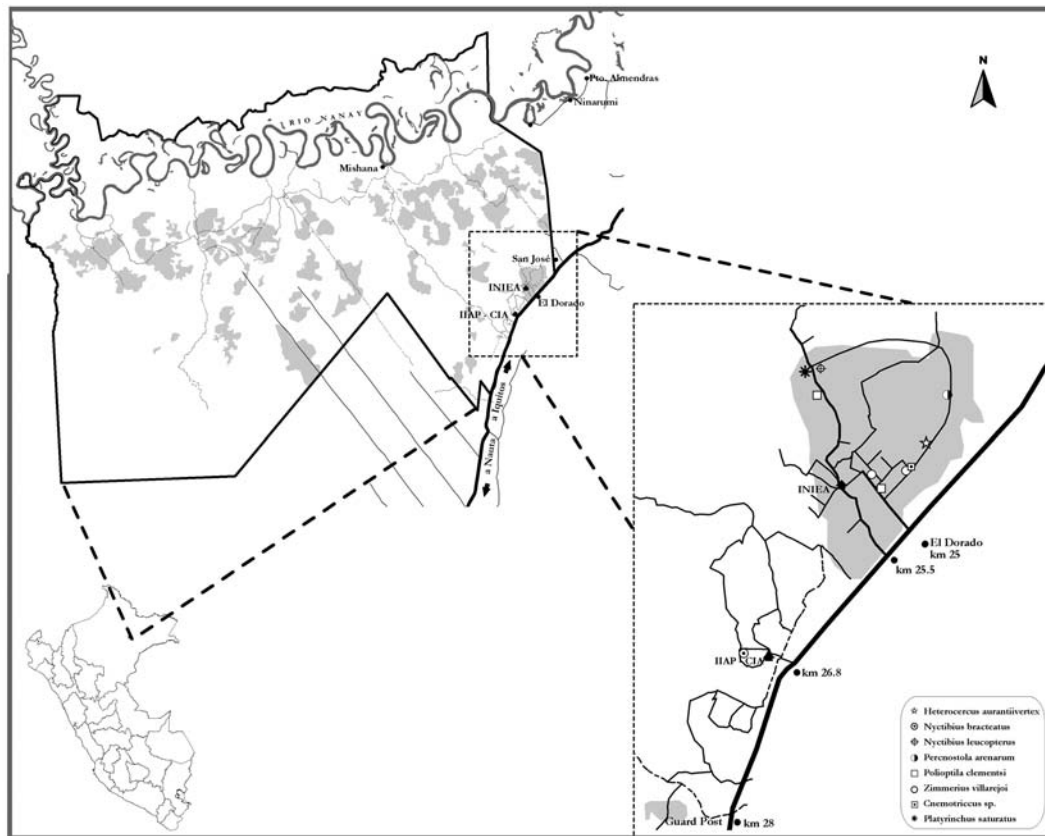 N
Pto. Almendras
Ninarumi
RIO NANAY
Mishana
San José
INIEA
El Dorado
IIAP - CIA
a Iquitos
a Nauta
INIEA
El Dorado
km 25
km 25.5
IIAP - CIA
km 26.8
Guard Post
km 28
Heterocercus aurantiivertex
Nyctibius bracteatus
Nyctibius leucopterus
Percnostola arenarum
Polioptila clementsi
Zimmerius villarejoi
Cnemotriccus sp.
Platyrinchus saturatus